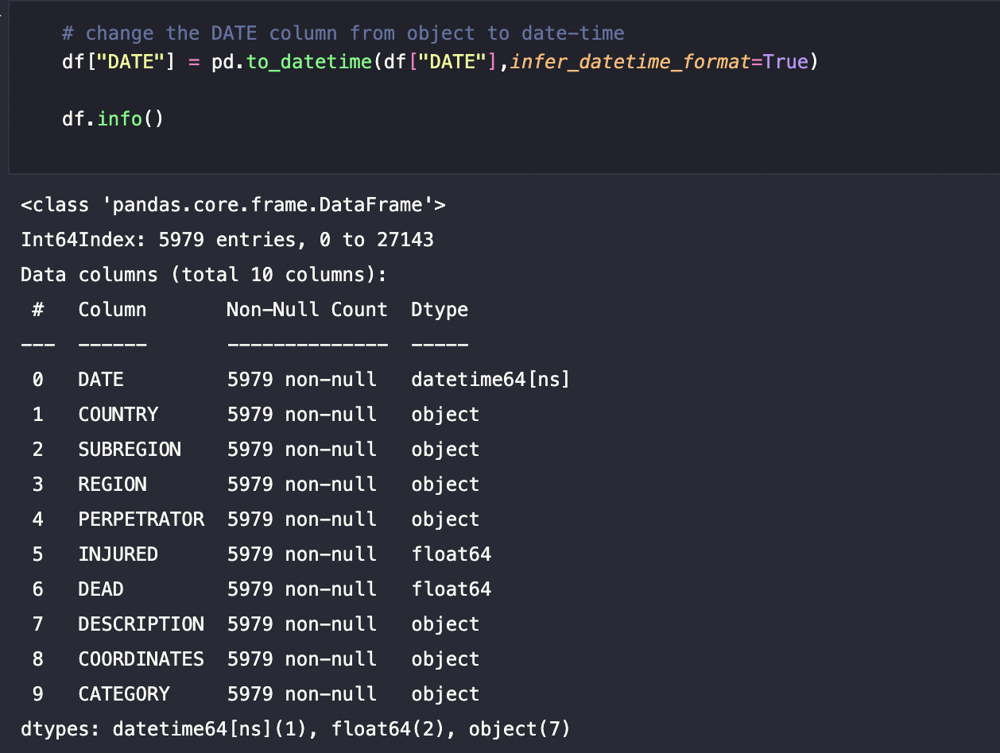 # change the DATE column from object to date-time
df["DATE"] = pd.to_datetime(df["DATE"],infer_datetime_format=True)
df.info()
<class 'pandas.core.frame.DataFrame'>
Int64Index: 5979 entries, 0 to 27143
Data columns (total 10 columns):
 #   Column       Non-Null Count  Dtype
---  ------       --------------  -----
 0   DATE         5979 non-null   datetime64[ns]
 1   COUNTRY      5979 non-null   object
 2   SUBREGION    5979 non-null   object
 3   REGION       5979 non-null   object
 4   PERPETRATOR  5979 non-null   object
 5   INJURED      5979 non-null   float64
 6   DEAD         5979 non-null   float64
 7   DESCRIPTION  5979 non-null   object
 8   COORDINATES  5979 non-null   object
 9   CATEGORY     5979 non-null   object
dtypes: datetime64[ns](1), float64(2), object(7)